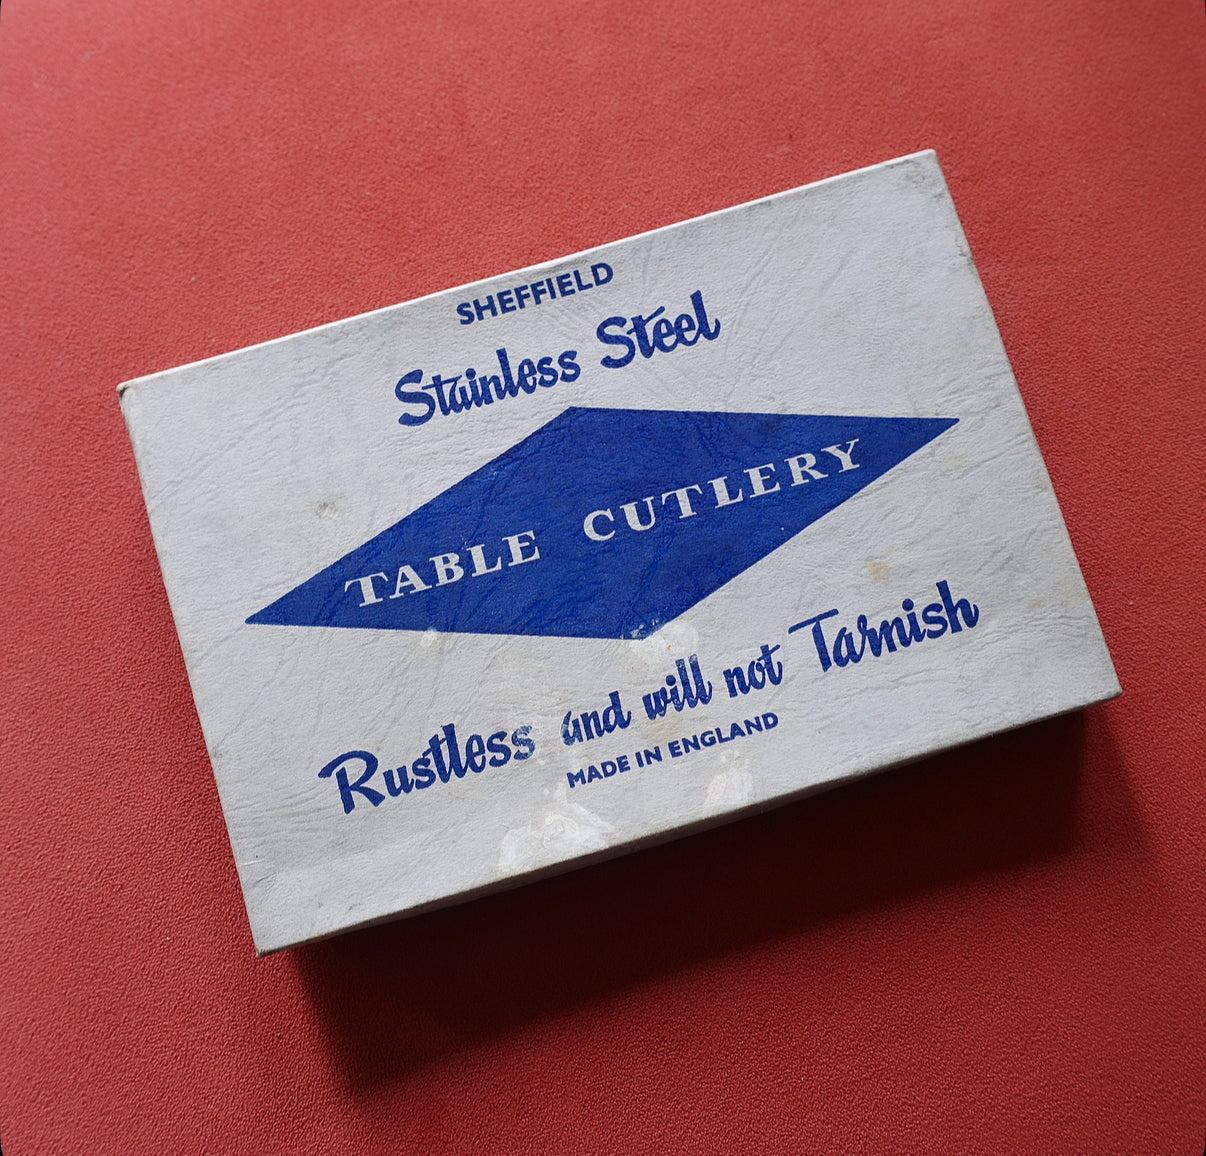 SHEFFIELD
Stainless Steel
TABLE CUTLERY
Rustless and will not Tarnish
MADE IN ENGLAND